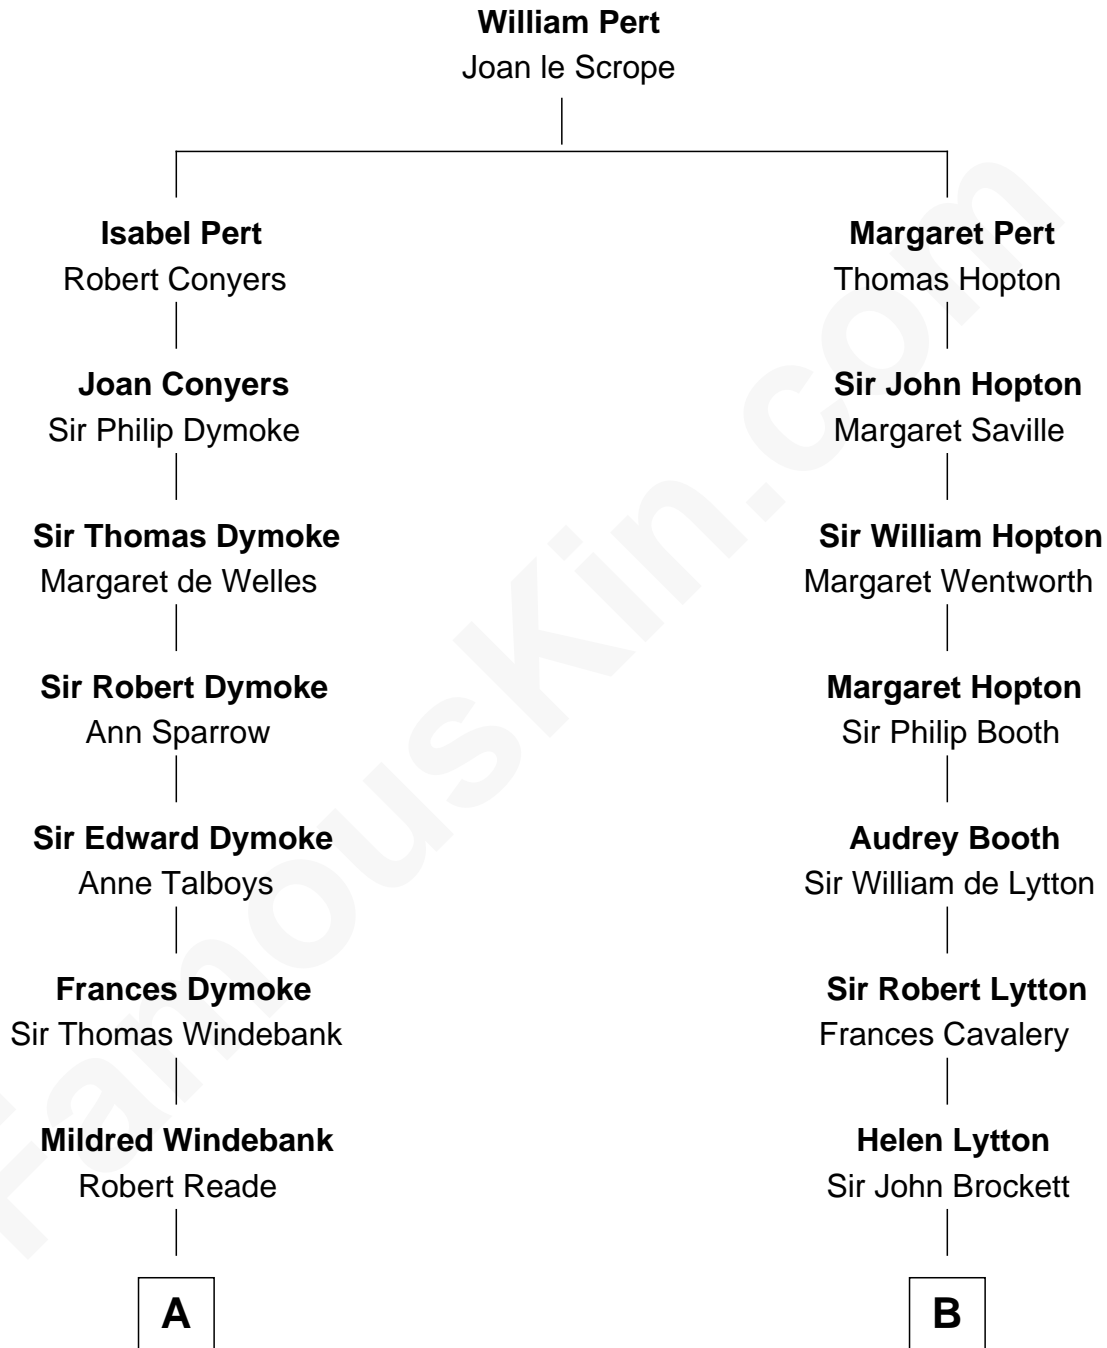 William Pert
Joan le Scrope
Isabel Pert
Robert Conyers
Margaret Pert
Thomas Hopton
Joan Conyers
Sir Philip Dymoke
Sir John Hopton
Margaret Saville
Sir Thomas Dymoke
Margaret de Welles
Sir William Hopton
Margaret Wentworth
Sir Robert Dymoke
Ann Sparrow
Margaret Hopton
Sir Philip Booth
Sir Edward Dymoke
Anne Talboys
Audrey Booth
Sir William de Lytton
Frances Dymoke
Sir Thomas Windebank
Sir Robert Lytton
Frances Cavalery
Mildred Windebank
Robert Reade
Helen Lytton
Sir John Brockett
A
B
FamousKin.com